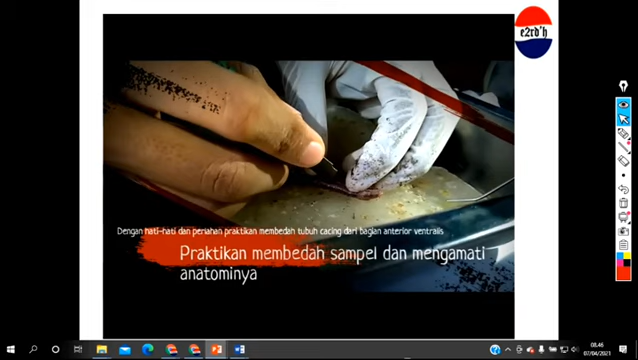 e2rd'h
Dengan hati-hati dan perlahan praktikan membedah tubuh cacing dari bagian anterior ventralis
Praktikan membedah sampel dan mengamati
anatominya
08.46
07/04/2021